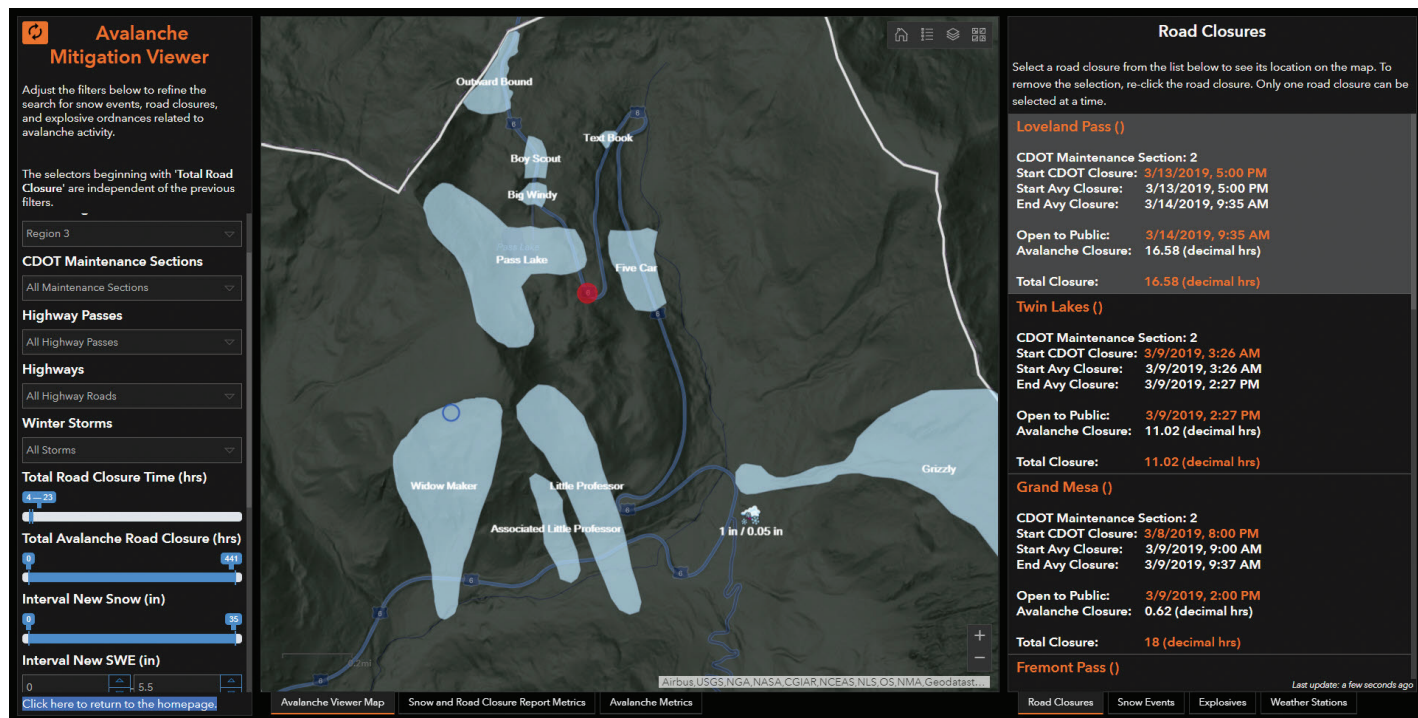 Avalanche
Mitigation Viewer
Adjust the filters below to refine the
search for snow events, road closures,
and explosive ordnances related to
avalanche activity.
The selectors beginning with 'Total Road
Closure' are independent of the previous
filters.
Region 3
CDOT Maintenance Sections
All Maintenance Sections
Highway Passes
All Highway Passes
Highways
All Highway Roads
Winter Storms
All Storms
Total Road Closure Time (hrs)
4 — 23
Total Avalanche Road Closure (hrs)
0 441
Interval New Snow (in)
0 35
Interval New SWE (in)
0 - 5.5
Click here to return to the homepage.
Outward Bound
6
6
Text Book
Boy Scout
Big Windy
Pass Lake
Pass Lake
Five Car
6
6
Grizzly
Widow Maker
Little Professor
6
Associated Little Professor
1 in / 0.05 in
6
6
6
0.2mi
6
+
−
Airbus,USGS,NGA,NASA,CGIAR,NCEAS,NLS,OS,NMA,Geodatast...
Avalanche Viewer Map Snow and Road Closure Report Metrics Avalanche Metrics
Road Closures
Select a road closure from the list below to see its location on the map. To
remove the selection, re-click the road closure. Only one road closure can be
selected at a time.
Loveland Pass ()
CDOT Maintenance Section: 2
Start CDOT Closure: 3/13/2019, 5:00 PM
Start Avy Closure: 3/13/2019, 5:00 PM
End Avy Closure: 3/14/2019, 9:35 AM
Open to Public: 3/14/2019, 9:35 AM
Avalanche Closure: 16.58 (decimal hrs)
Total Closure: 16.58 (decimal hrs)
Twin Lakes ()
CDOT Maintenance Section: 2
Start CDOT Closure: 3/9/2019, 3:26 AM
Start Avy Closure: 3/9/2019, 3:26 AM
End Avy Closure: 3/9/2019, 2:27 PM
Open to Public: 3/9/2019, 2:27 PM
Avalanche Closure: 11.02 (decimal hrs)
Total Closure: 11.02 (decimal hrs)
Grand Mesa ()
CDOT Maintenance Section: 2
Start CDOT Closure: 3/8/2019, 8:00 PM
Start Avy Closure: 3/9/2019, 9:00 AM
End Avy Closure: 3/9/2019, 9:37 AM
Open to Public: 3/9/2019, 2:00 PM
Avalanche Closure: 0.62 (decimal hrs)
Total Closure: 18 (decimal hrs)
Fremont Pass ()
Last update: a few seconds ago
Road Closures Snow Events Explosives Weather Stations